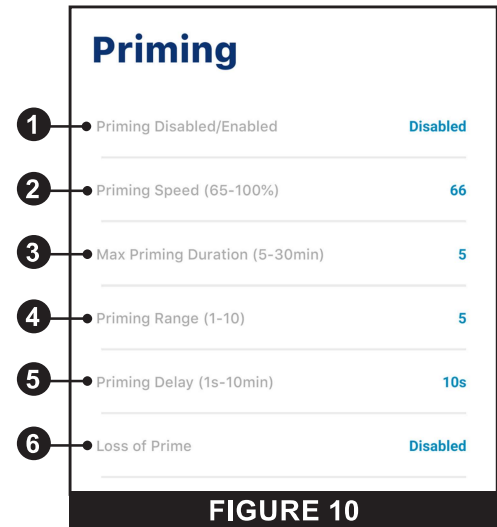 Priming
1 Priming Disabled/Enabled Disabled
2 Priming Speed (65-100%) 66
3 Max Priming Duration (5-30min) 5
4 Priming Range (1-10) 5
5 Priming Delay (1s-10min) 10s
6 Loss of Prime Disabled
FIGURE 10